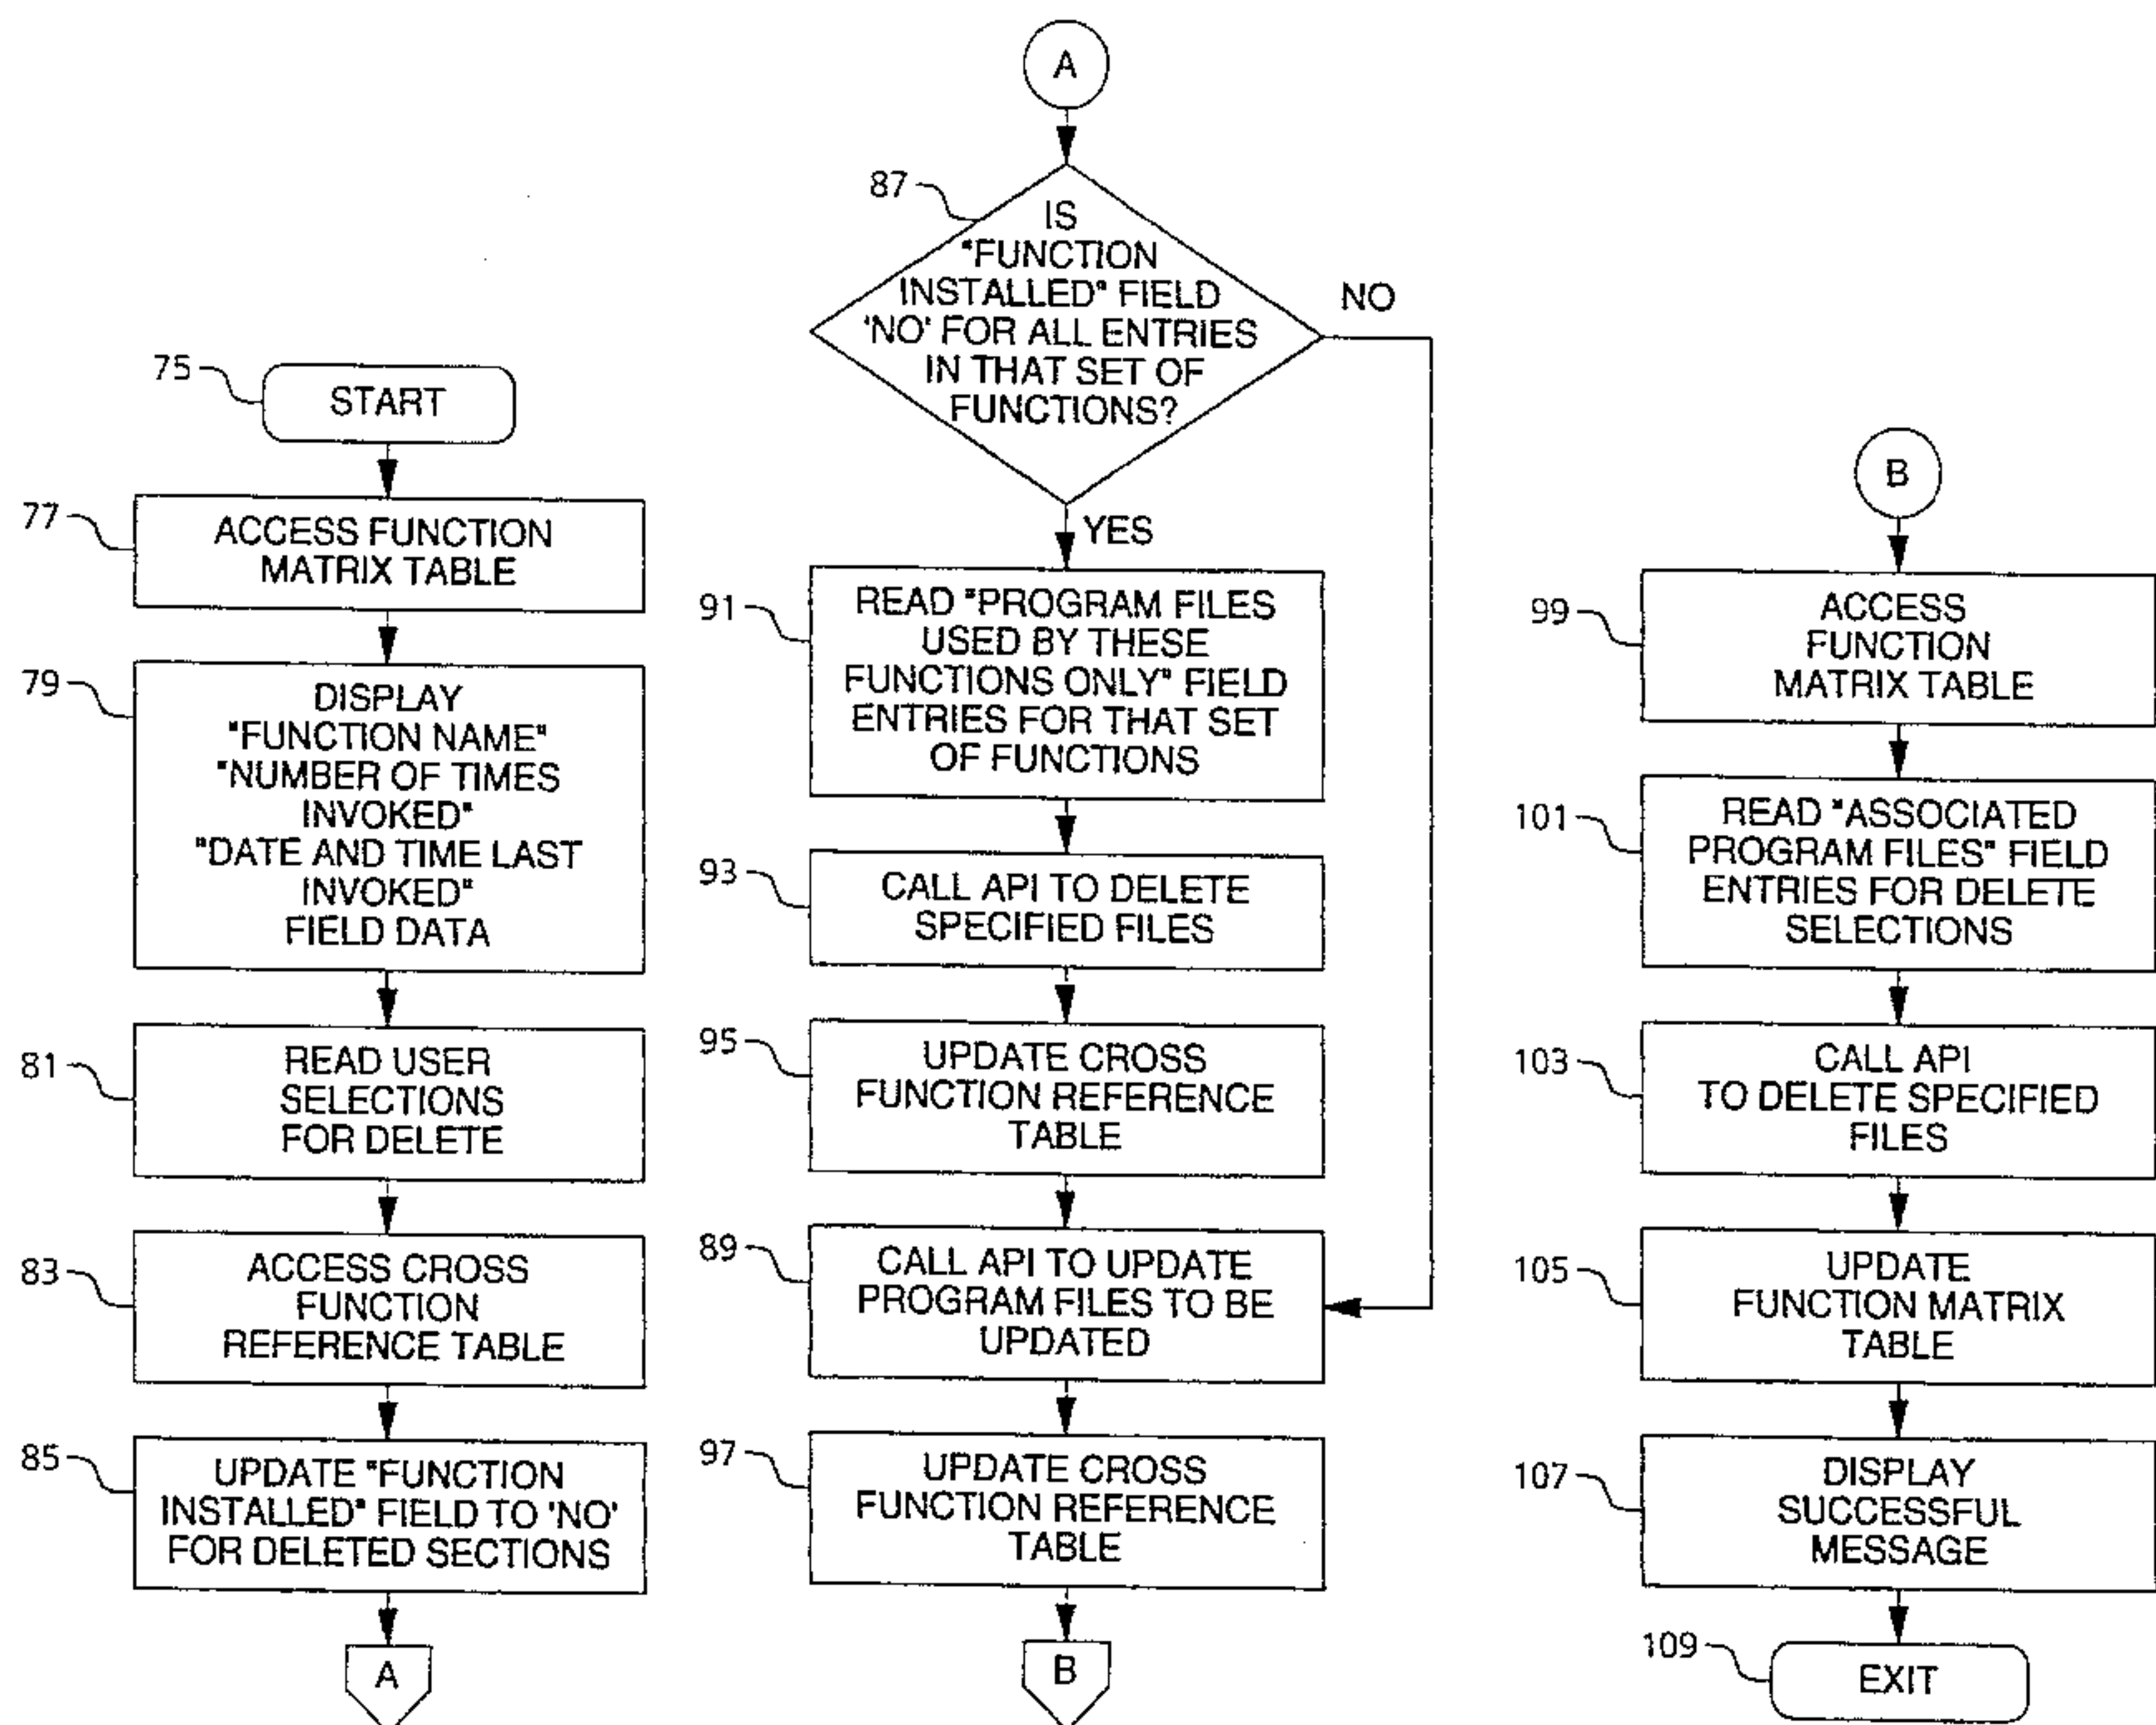 75
START
77
ACCESS FUNCTION
MATRIX TABLE
79
DISPLAY
"FUNCTION NAME"
"NUMBER OF TIMES
INVOKED"
"DATE AND TIME LAST
INVOKED"
FIELD DATA
81
READ USER
SELECTIONS
FOR DELETE
83
ACCESS CROSS
FUNCTION
REFERENCE TABLE
85
UPDATE "FUNCTION
INSTALLED" FIELD TO 'NO'
FOR DELETED SECTIONS
A
A
87
IS
"FUNCTION
INSTALLED" FIELD
'NO' FOR ALL ENTRIES
IN THAT SET OF
FUNCTIONS?
NO
YES
91
READ "PROGRAM FILES
USED BY THESE
FUNCTIONS ONLY" FIELD
ENTRIES FOR THAT SET
OF FUNCTIONS
93
CALL API TO DELETE
SPECIFIED FILES
95
UPDATE CROSS
FUNCTION REFERENCE
TABLE
89
CALL API TO UPDATE
PROGRAM FILES TO BE
UPDATED
97
UPDATE CROSS
FUNCTION REFERENCE
TABLE
B
B
99
ACCESS
FUNCTION
MATRIX TABLE
101
READ "ASSOCIATED
PROGRAM FILES" FIELD
ENTRIES FOR DELETE
SELECTIONS
103
CALL API
TO DELETE SPECIFIED
FILES
105
UPDATE
FUNCTION MATRIX
TABLE
107
DISPLAY
SUCCESSFUL
MESSAGE
109
EXIT